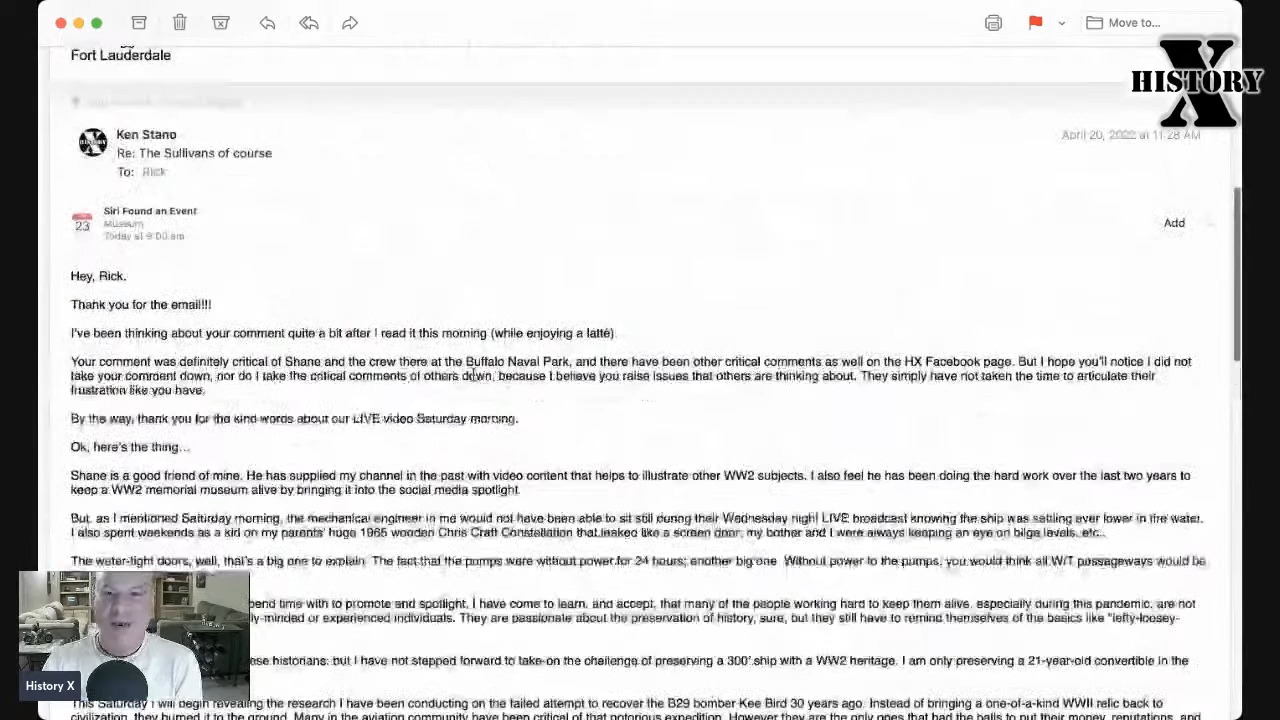 Move to...
Fort Lauderdale
HISTORY
X
Ken Stano
April 20, 2022 at 11:28 AM
Re: The Sullivans of course
To: Rick
Siri Found an Event
23
Museum
Today at 9:00 am
Add
Hey, Rick.
Thank you for the email!!!
I've been thinking about your comment quite a bit after I read it this morning (while enjoying a latté).
Your comment was definitely critical of Shane and the crew there at the Buffalo Naval Park, and there have been other critical comments as well on the HX Facebook page. But I hope you'll notice I did not
take your comment down, nor do I take the critical comments of others down, because I believe you raise issues that others are thinking about. They simply have not taken the time to articulate their
frustration like you have.
By the way, thank you for the kind words about our LIVE video Saturday morning.
Ok, here's the thing...
Shane is a good friend of mine. He has supplied my channel in the past with video content that helps to illustrate other WW2 subjects. I also feel he has been doing the hard work over the last two years to
keep a WW2 memorial museum alive by bringing it into the social media spotlight.
But, as I mentioned Saturday morning, the mechanical engineer in me would not have been able to sit still during their Wednesday night LIVE broadcast knowing the ship was settling ever lower in the water.
I also spent weekends as a kid on my parents' huge 1965 wooden Chris Craft Constellation that leaked like a screen door, my bother and I were always keeping an eye on bilge levels, etc..
The water-tight doors, well, that's a big one to explain. The fact that the pumps were without power for 24 hours; another big one. Without power to the pumps, you would think all W/T passageways would be
pend time with to promote and spotlight, I have come to learn, and accept, that many of the people working hard to keep them alive, especially during this pandemic, are not
ly-minded or experienced individuals. They are passionate about the preservation of history, sure, but they still have to remind themselves of the basics like "lefty-loosey-
ese historians, but I have not stepped forward to take-on the challenge of preserving a 300' ship with a WW2 heritage. I am only preserving a 21-year-old convertible in the
History X
This Saturday I will begin revealing the research I have been conducting on the failed attempt to recover the B29 bomber Kee Bird 30 years ago. Instead of bringing a one-of-a-kind WWII relic back to
civilization, they burned it to the ground. Many in the aviation community have been critical of that notorious expedition. However they are the only ones that had the balls to put their money, reputations, and